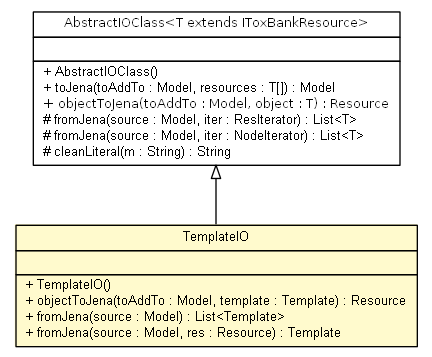 AbstractIOClass<T extends IToxBankResource>
+ AbstractIOClass()
+ toJena(toAddTo : Model, resources : T[]) : Model
+ objectToJena(toAddTo : Model, object : T) : Resource
# fromJena(source : Model, iter : ResIterator) : List<T>
# fromJena(source : Model, iter : NodeIterator) : List<T>
# cleanLiteral(m : String) : String
TemplateIO
+ TemplateIO()
+ objectToJena(toAddTo : Model, template : Template) : Resource
+ fromJena(source : Model) : List<Template>
+ fromJena(source : Model, res : Resource) : Template